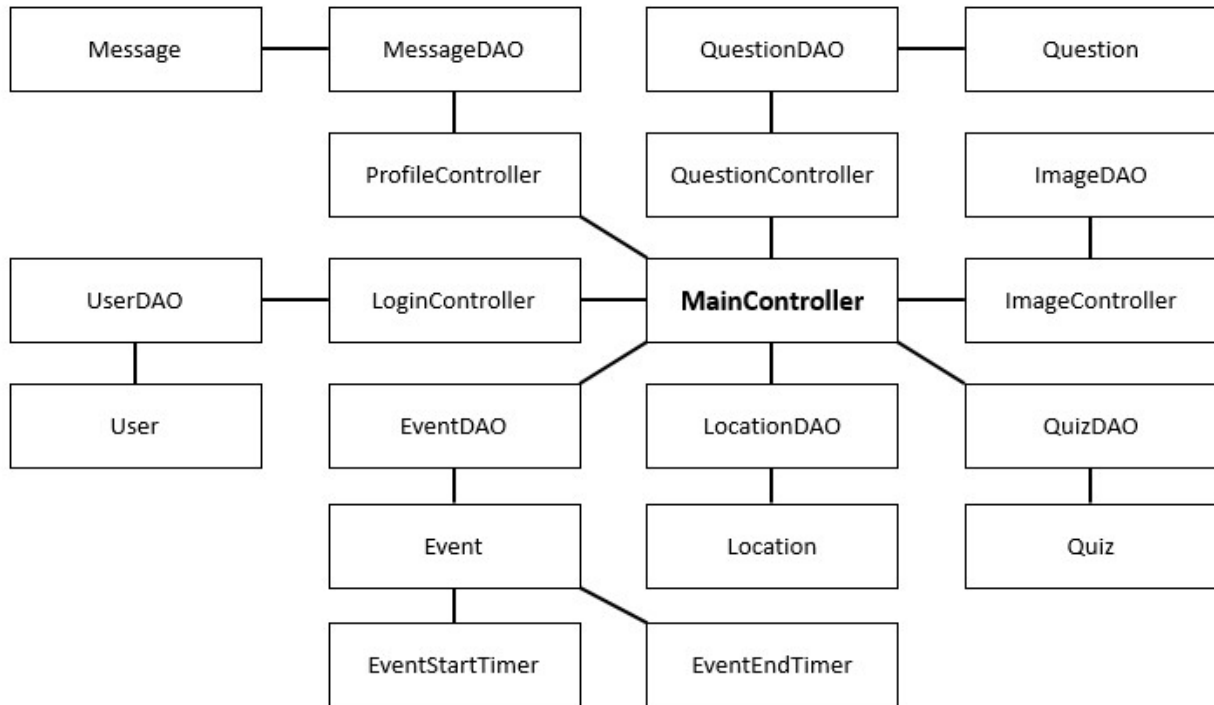 Message
MessageDAO
QuestionDAO
Question
ProfileController
QuestionController
ImageDAO
UserDAO
LoginController
MainController
ImageController
User
EventDAO
LocationDAO
QuizDAO
Event
Location
Quiz
EventStartTimer
EventEndTimer